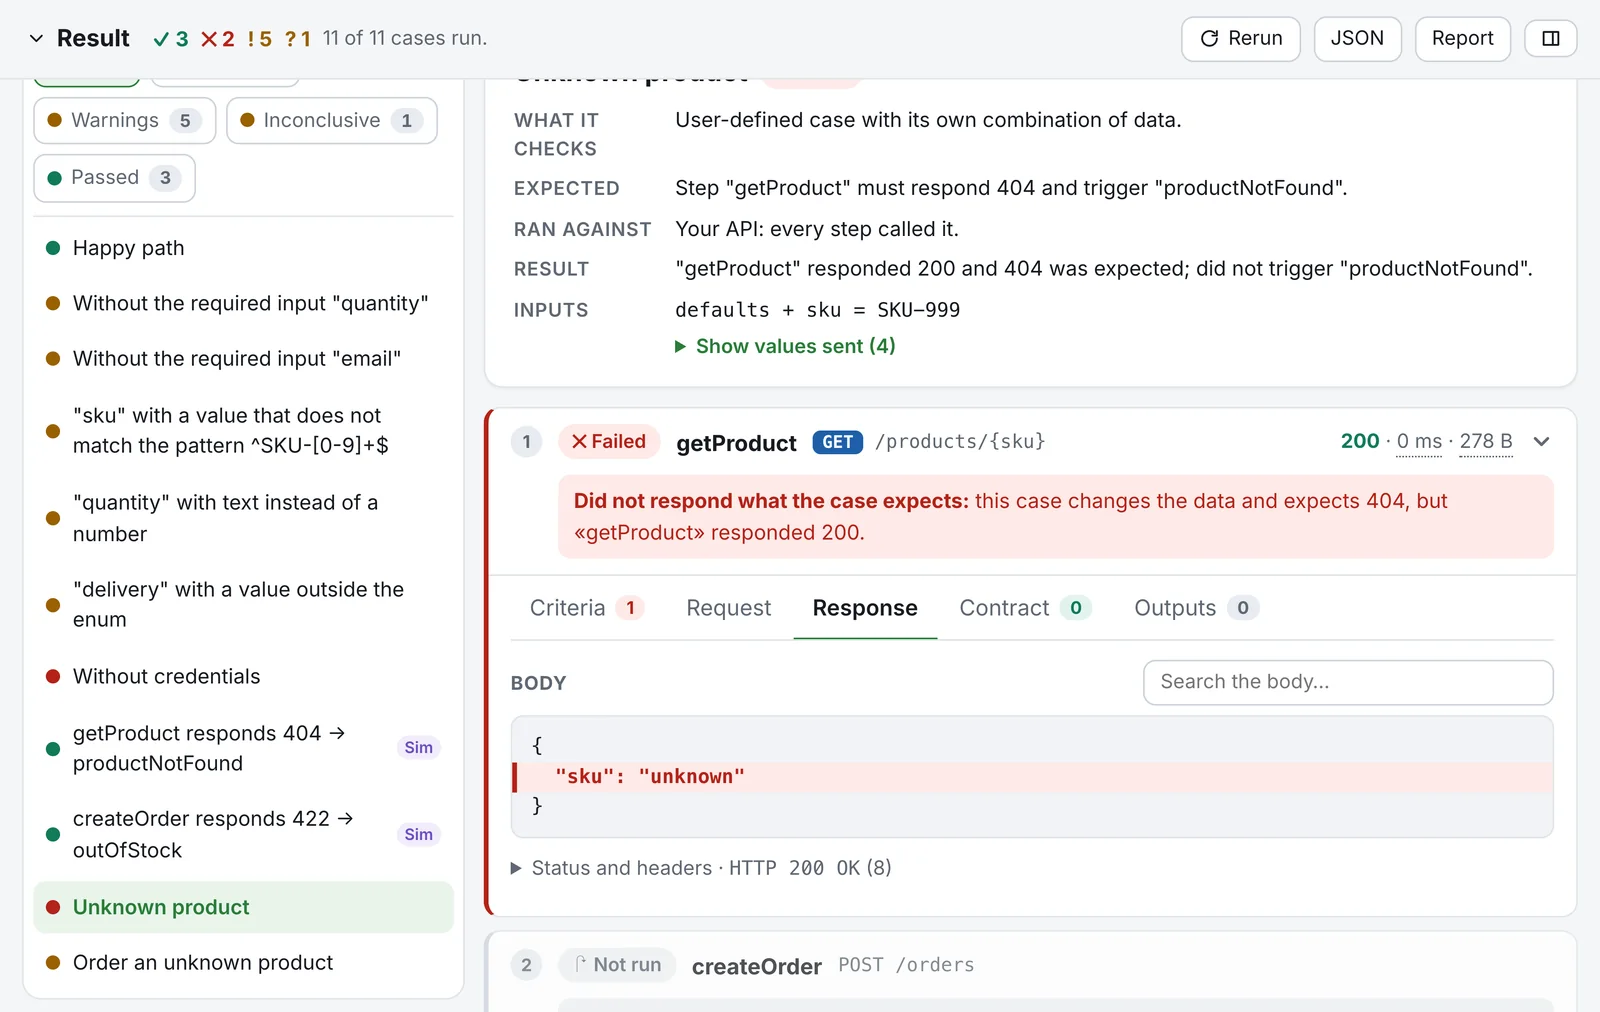 Result ✓ 3 ✕ 2 ! 5 ? 1 11 of 11 cases run.
Rerun
JSON
Report
Warnings 5
Inconclusive 1
Passed 3
Happy path
Without the required input "quantity"
Without the required input "email"
"sku" with a value that does not
match the pattern ^SKU-[0-9]+$
"quantity" with text instead of a
number
"delivery" with a value outside the
enum
Without credentials
getProduct responds 404 →
productNotFound
Sim
createOrder responds 422 →
outOfStock
Sim
Unknown product
Order an unknown product
Unknown product
WHAT IT
CHECKS
User-defined case with its own combination of data.
EXPECTED
Step "getProduct" must respond 404 and trigger "productNotFound".
RAN AGAINST
Your API: every step called it.
RESULT
"getProduct" responded 200 and 404 was expected; did not trigger "productNotFound".
INPUTS
defaults + sku = SKU-999
Show values sent (4)
1 ✕ Failed getProduct GET /products/{sku} 200 · 0 ms · 278 B
Did not respond what the case expects: this case changes the data and expects 404, but
«getProduct» responded 200.
Criteria 1 Request Response Contract 0 Outputs 0
BODY
Search the body...
{
"sku": "unknown"
}
Status and headers · HTTP 200 OK (8)
2 Not run createOrder POST /orders